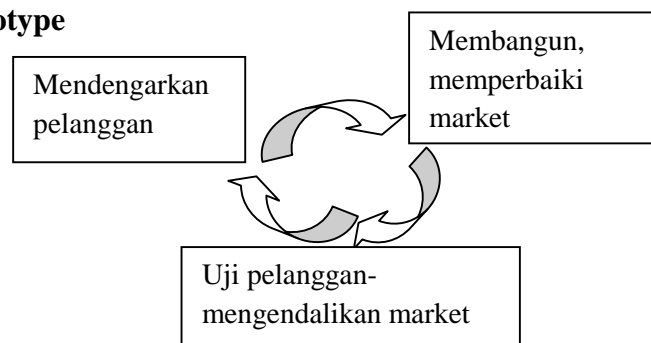 otype
Mendengarkan
pelanggan
Membangun,
memperbaiki
market
Uji pelanggan-
mengendalikan market